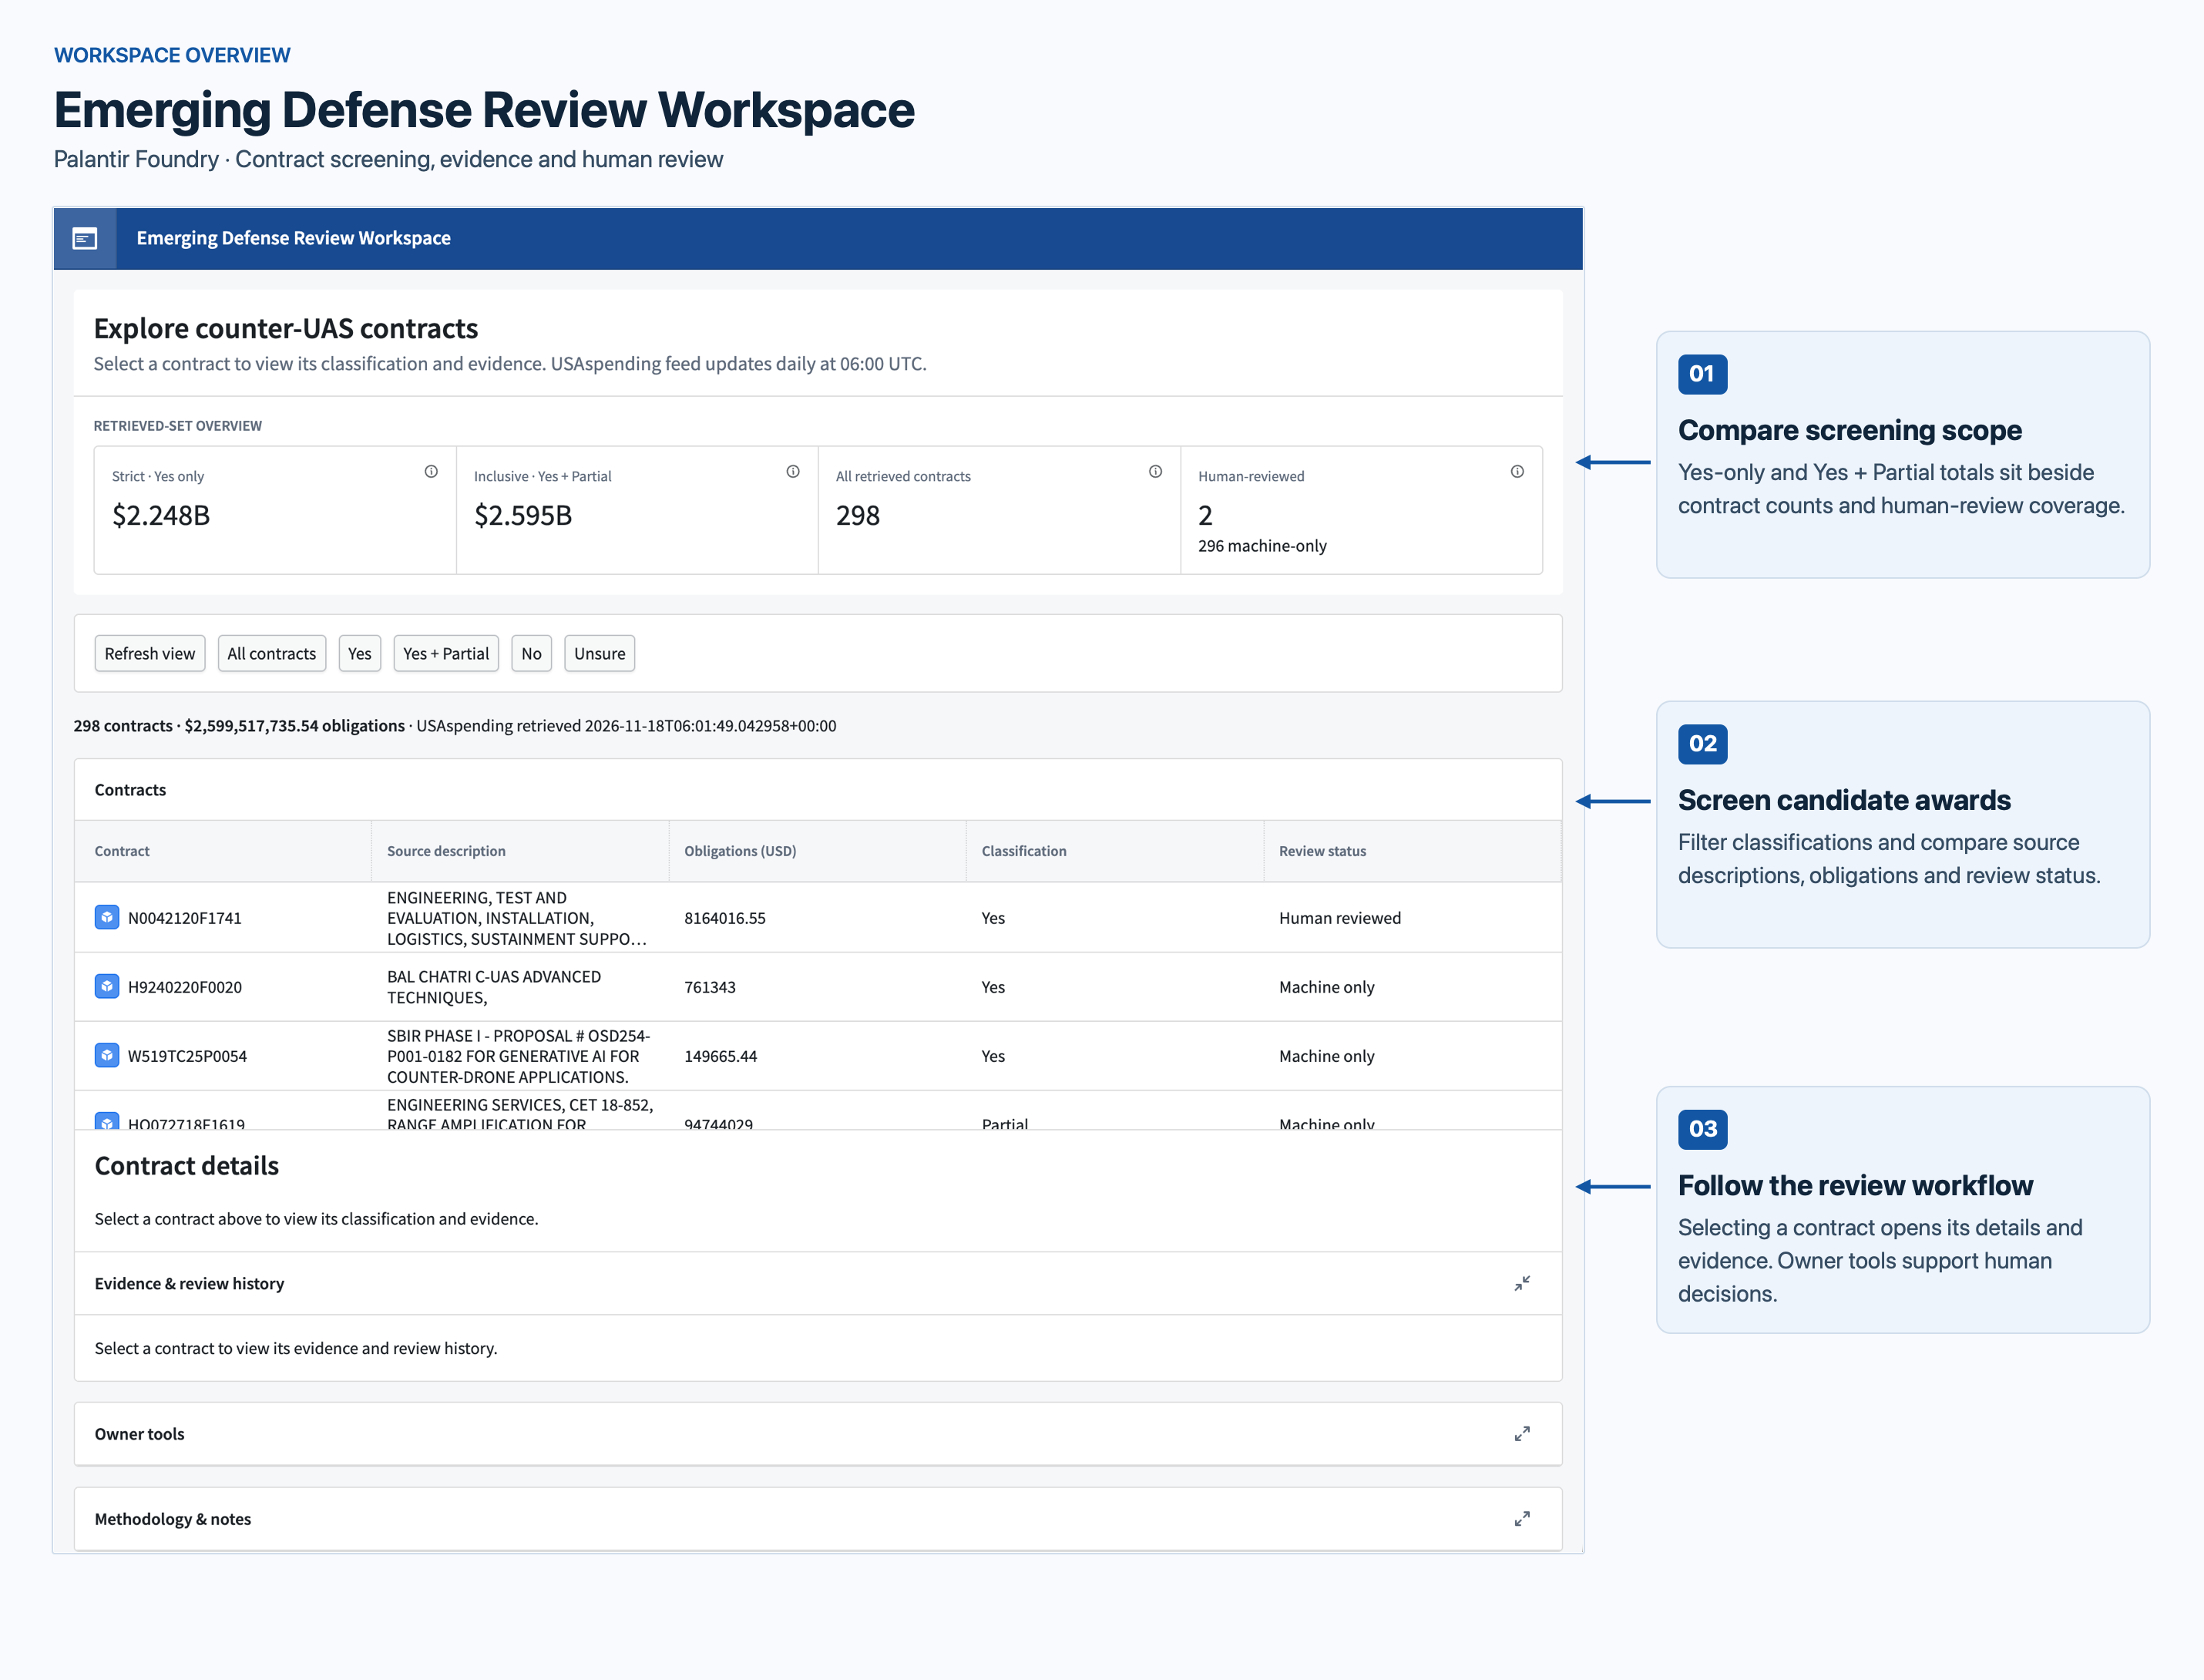 WORKSPACE OVERVIEW
Emerging Defense Review Workspace
Palantir Foundry · Contract screening, evidence and human review
Emerging Defense Review Workspace
Explore counter-UAS contracts
Select a contract to view its classification and evidence. USAspending feed updates daily at 06:00 UTC.
RETRIEVED-SET OVERVIEW
Strict · Yes only
$2.248B
Inclusive · Yes + Partial
$2.595B
All retrieved contracts
298
Human-reviewed
2
296 machine-only
Refresh view
All contracts
Yes
Yes + Partial
No
Unsure
298 contracts · $2,599,517,735.54 obligations · USAspending retrieved 2026-11-18T06:01:49.042958+00:00
Contracts
Contract
Source description
Obligations (USD)
Classification
Review status
N0042120F1741
ENGINEERING, TEST AND
EVALUATION, INSTALLATION,
LOGISTICS, SUSTAINMENT SUPPO…
8164016.55
Yes
Human reviewed
H9240220F0020
BAL CHATRI C-UAS ADVANCED
TECHNIQUES,
761343
Yes
Machine only
W519TC25P0054
SBIR PHASE I - PROPOSAL # OSD254-
P001-0182 FOR GENERATIVE AI FOR
COUNTER-DRONE APPLICATIONS.
149665.44
Yes
Machine only
HQ072718F1619
ENGINEERING SERVICES, CET 18-852,
RANGE AMPLIFICATION FOR
94744029
Partial
Machine only
Contract details
Select a contract above to view its classification and evidence.
Evidence & review history
Select a contract to view its evidence and review history.
Owner tools
Methodology & notes
01
Compare screening scope
Yes-only and Yes + Partial totals sit beside
contract counts and human-review coverage.
02
Screen candidate awards
Filter classifications and compare source
descriptions, obligations and review status.
03
Follow the review workflow
Selecting a contract opens its details and
evidence. Owner tools support human
decisions.